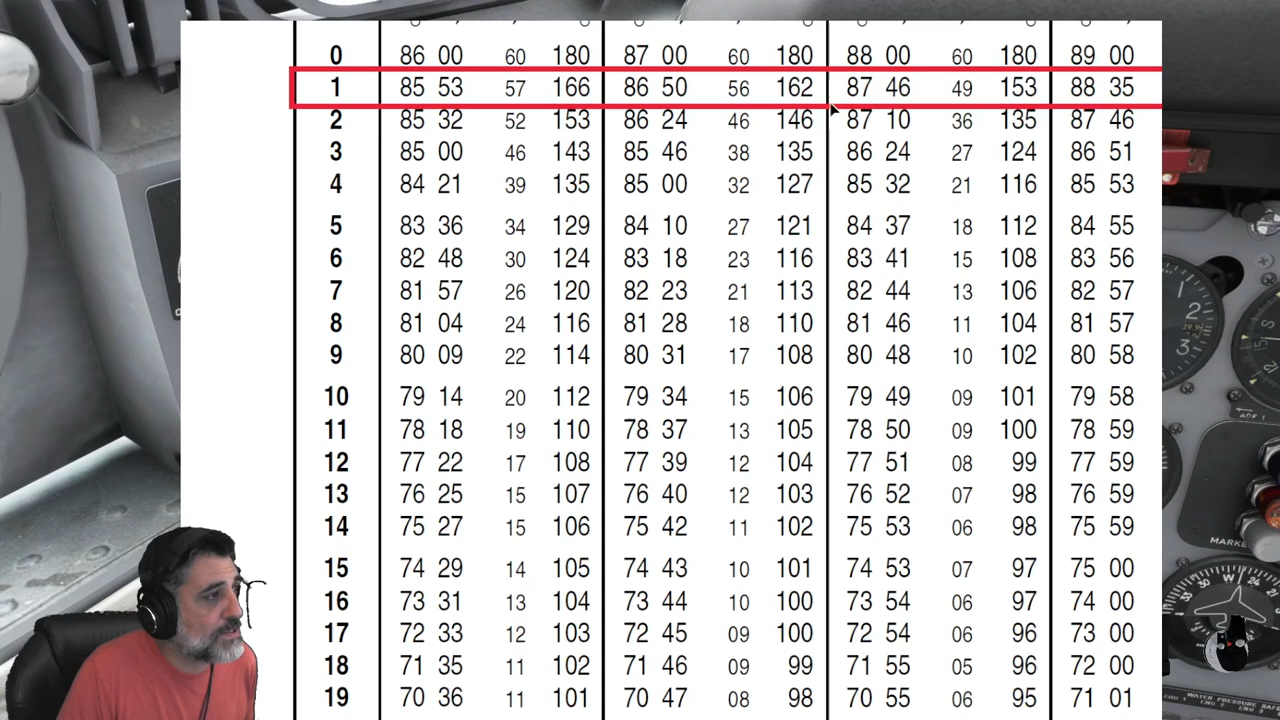 0 86 00 60 180 87 00 60 180 88 00 60 180 89 00
1 85 53 57 166 86 50 56 162 87 46 49 153 88 35
2 85 32 52 153 86 24 46 146 87 10 36 135 87 46
3 85 00 46 143 85 46 38 135 86 24 27 124 86 51
4 84 21 39 135 85 00 32 127 85 32 21 116 85 53
5 83 36 34 129 84 10 27 121 84 37 18 112 84 55
6 82 48 30 124 83 18 23 116 83 41 15 108 83 56
7 81 57 26 120 82 23 21 113 82 44 13 106 82 57
8 81 04 24 116 81 28 18 110 81 46 11 104 81 57
9 80 09 22 114 80 31 17 108 80 48 10 102 80 58
10 79 14 20 112 79 34 15 106 79 49 09 101 79 58
11 78 18 19 110 78 37 13 105 78 50 09 100 78 59
12 77 22 17 108 77 39 12 104 77 51 08 99 77 59
13 76 25 15 107 76 40 12 103 76 52 07 98 76 59
14 75 27 15 106 75 42 11 102 75 53 06 98 75 59
15 74 29 14 105 74 43 10 101 74 53 07 97 75 00
16 73 31 13 104 73 44 10 100 73 54 06 97 74 00
17 72 33 12 103 72 45 09 100 72 54 06 96 73 00
18 71 35 11 102 71 46 09 99 71 55 05 96 72 00
19 70 36 11 101 70 47 08 98 70 55 06 95 71 01
1
2
3
ADF 1
MARKE
33 W 24
WATER PRESSURE
ENG 2 ENG 3